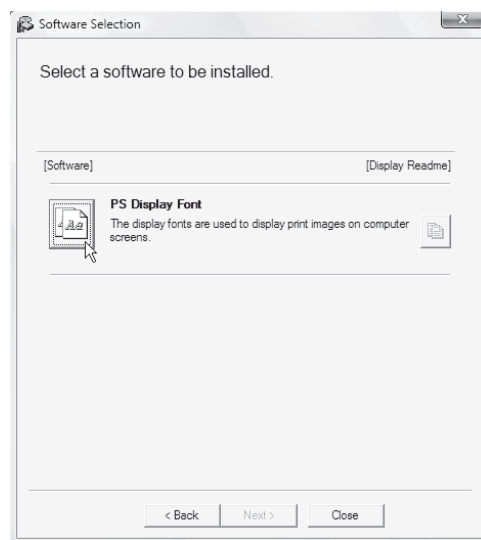 Software Selection
Select a software to be installed.
[Software] [Display Readme]
PS Display Font
The display fonts are used to display print images on computer
screens.
< Back Next > Close